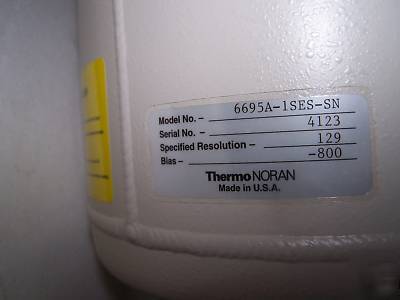 Model No. – 6695A-1SES-SN
Serial No. – 4123
Specified Resolution – 129
Bias – -800
ThermoNORAN
Made in U.S.A.